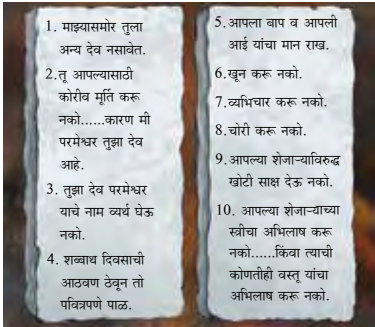 1. माझ्यासमोर तुला
अन्य देव नसावेत.
2.तू आपल्यासाठी
कोरीव मूर्ति करू
नको......कारण मी
परमेश्वर तुझा देव
आहे.
3. तुझा देव परमेश्वर
याचे नाम व्यर्थ घेऊ
नको.
4. शब्बाथ दिवसाची
आठवण ठेवून तो
पवित्रपणे पाळ.
5.आपला बाप व आपली
आई यांचा मान राख.
6.खून करू नको.
7.व्यभिचार करू नको.
8.चोरी करू नको.
9.आपल्या शेजाऱ्याविरुद्ध
खोटी साक्ष देऊ नको.
10. आपल्या शेजाऱ्याच्या
स्त्रीचा अभिलाष करू
नको......किंवा त्याची
कोणतीही वस्तू यांचा
अभिलाष करू नको.